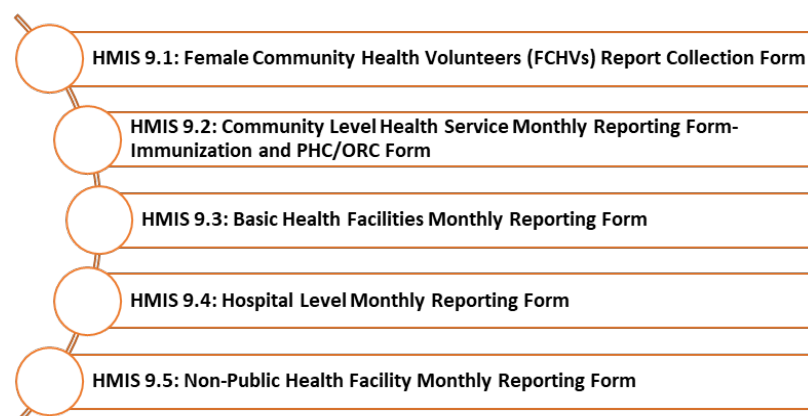 HMIS 9.1: Female Community Health Volunteers (FCHVs) Report Collection Form
HMIS 9.2: Community Level Health Service Monthly Reporting Form-
Immunization and PHC/ORC Form
HMIS 9.3: Basic Health Facilities Monthly Reporting Form
HMIS 9.4: Hospital Level Monthly Reporting Form
HMIS 9.5: Non-Public Health Facility Monthly Reporting Form